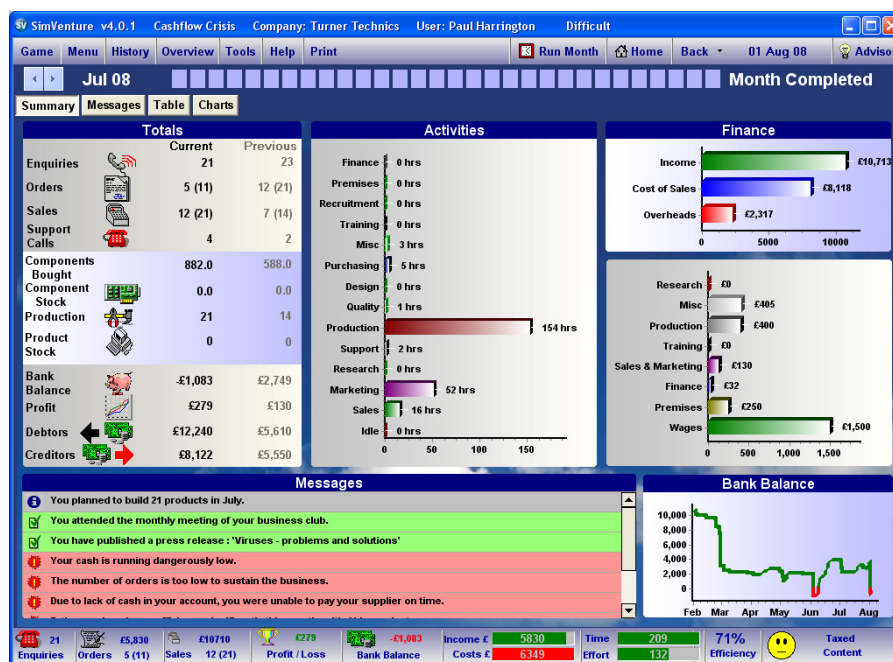 SimVenture v4.0.1 Cashflow Crisis Company: Turner Technics User: Paul Harrington Difficult
Game Menu History Overview Tools Help Print Run Month Home Back 01 Aug 08 Adviso
Jul 08 Month Completed
Summary Messages Table Charts
Totals
Current Previous
Enquiries 21 23
Orders 5 (11) 12 (21)
Sales 12 (21) 7 (14)
Support
Calls 4 2
Components
Bought 882.0 588.0
Component
Stock 0.0 0.0
Production 21 14
Product
Stock 0 0
Bank
Balance -£1,083 £2,749
Profit £279 £130
Debtors £12,240 £5,610
Creditors £8,122 £5,550
Activities
Finance 0 hrs
Premises 0 hrs
Recruitment 0 hrs
Training 0 hrs
Misc 3 hrs
Purchasing 5 hrs
Design 0 hrs
Quality 1 hrs
Production 154 hrs
Support 2 hrs
Research 0 hrs
Marketing 52 hrs
Sales 16 hrs
Idle 0 hrs
0 50 100 150
Finance
Income £10,713
Cost of Sales £8,118
Overheads £2,317
0 5000 10000
Research £0
Misc £405
Production £400
Training £0
Sales & Marketing £130
Finance £32
Premises £250
Wages £1,500
0 500 1,000 1,500
Messages
You planned to build 21 products in July.
You attended the monthly meeting of your business club.
You have published a press release : 'Viruses - problems and solutions'
Your cash is running dangerously low.
The number of orders is too low to sustain the business.
Due to lack of cash in your account, you were unable to pay your supplier on time.
Bank Balance
10,000
8,000
6,000
4,000
2,000
0
Feb Mar Apr May Jun Jul Aug
21 £5,830 £10710 £279 -£1,083 Income £ 5830 Time 209 71% Taxed
Enquiries Orders 5 (11) Sales 12 (21) Profit / Loss Bank Balance Costs £ 6349 Effort 132 Efficiency Content